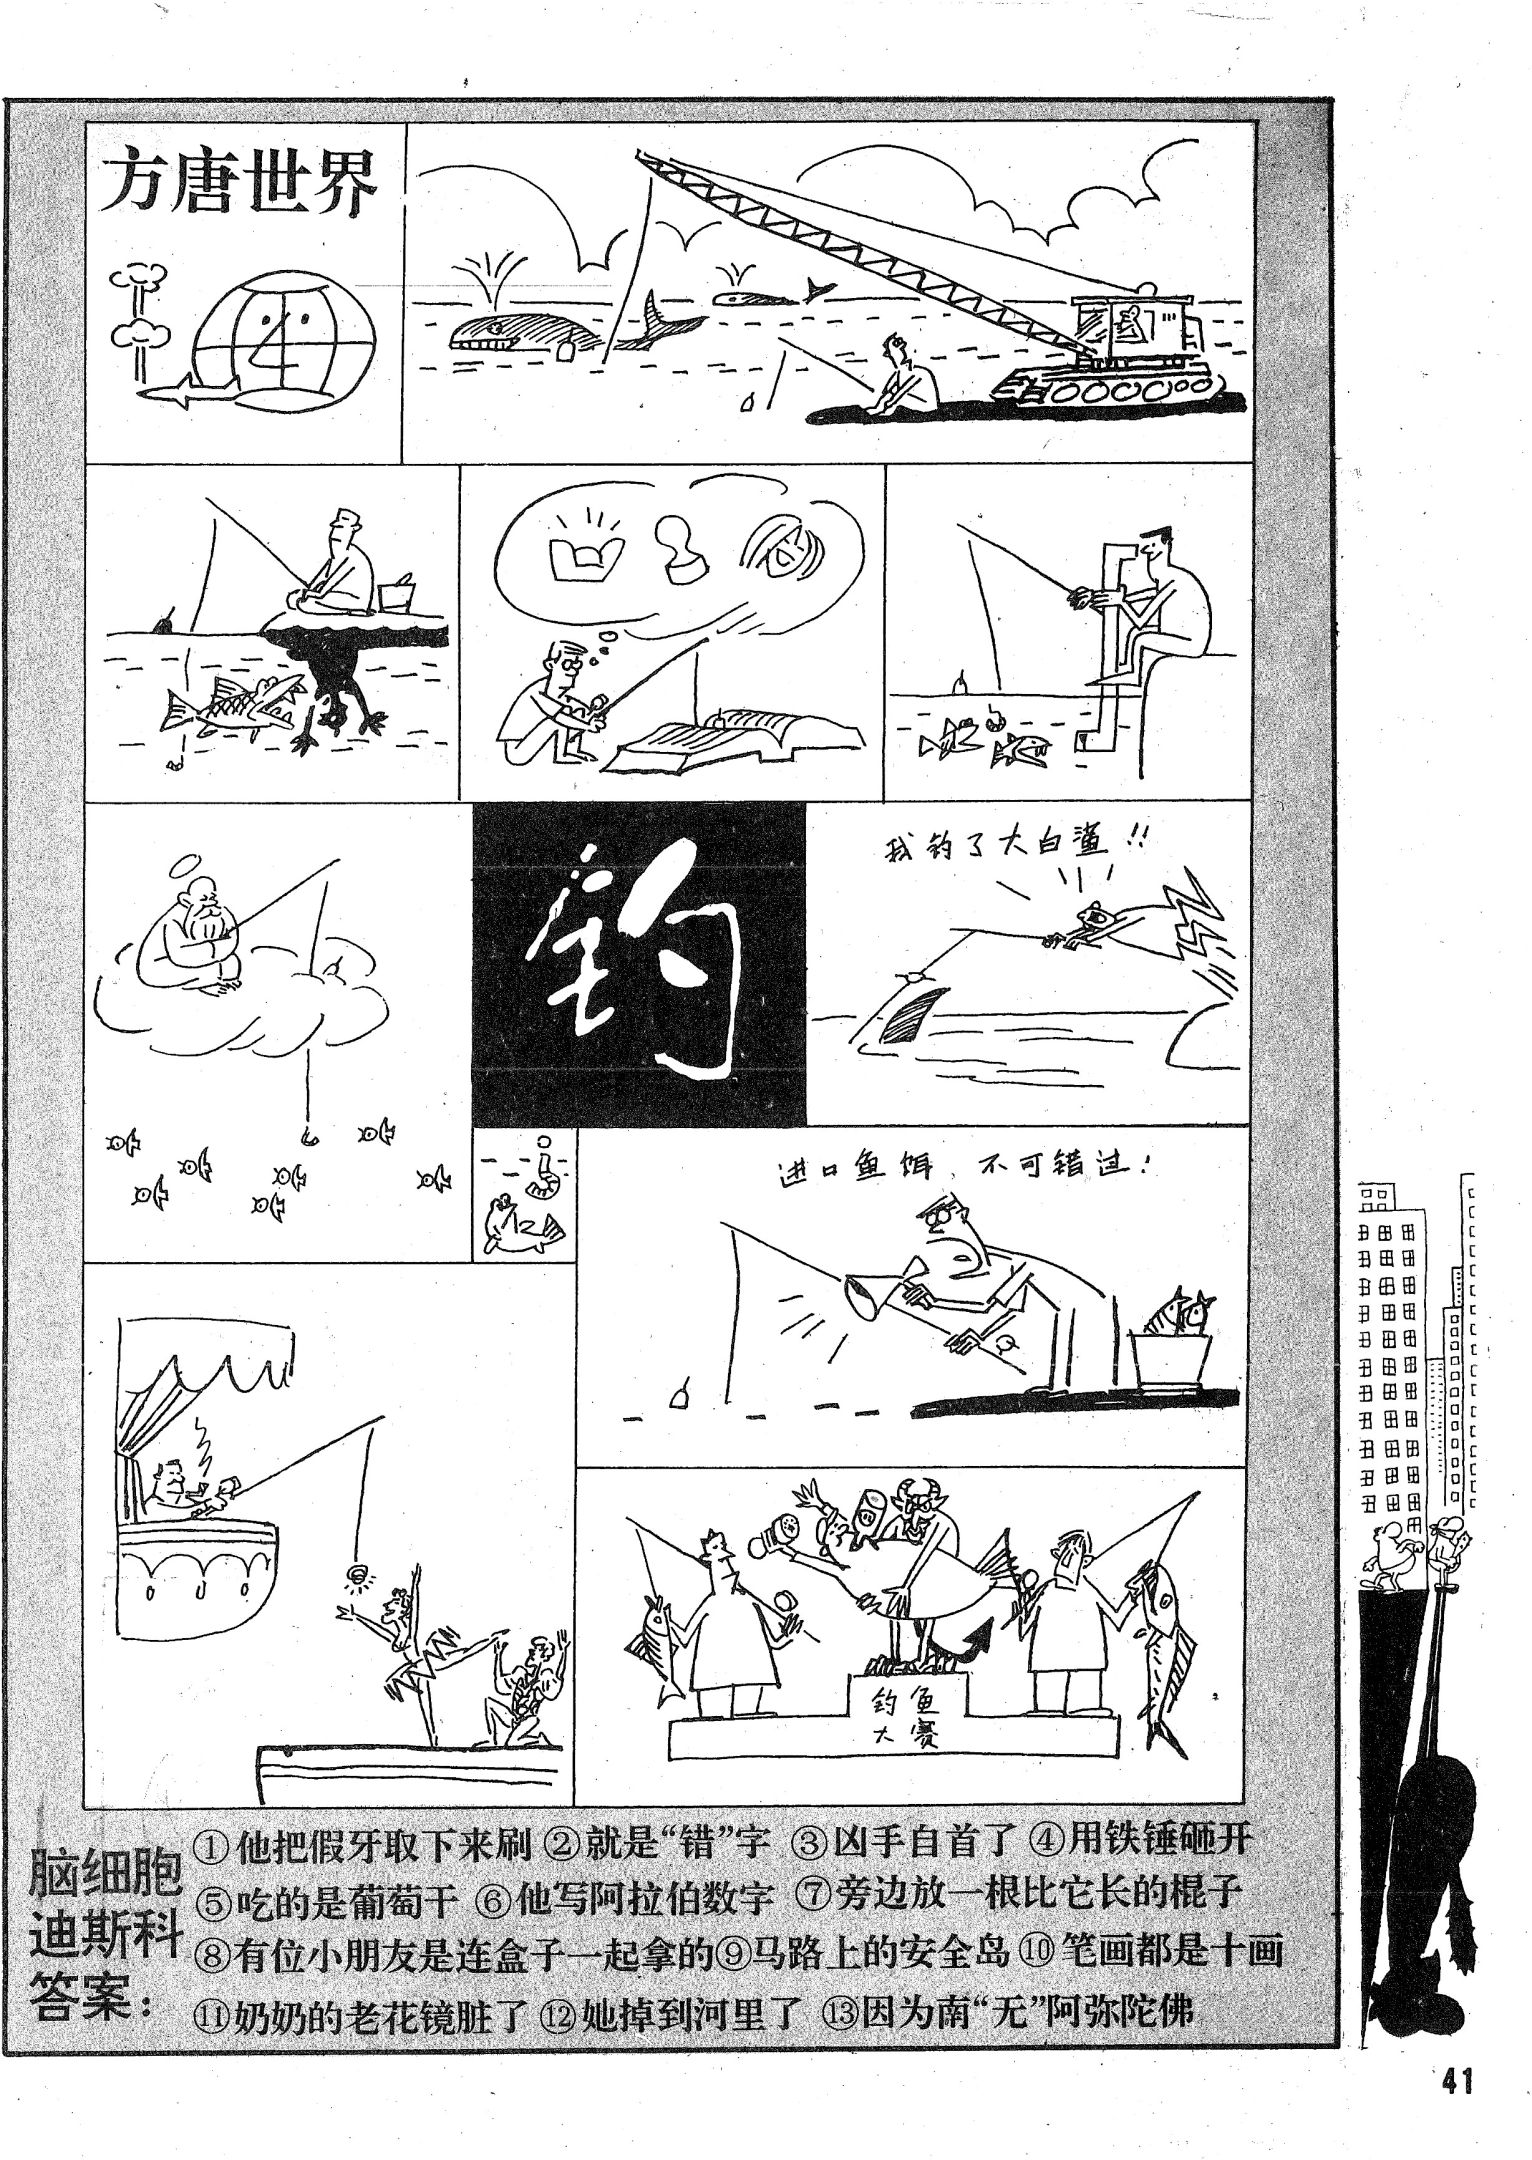 方唐世界
我钓了大白鲨!!
钓
进口鱼饵、不可错过!
钓鱼
大赛
脑细胞
迪斯科
答案:
①他把假牙取下来刷 ②就是“错”字 ③凶手自首了 ④用铁锤砸开
⑤吃的是葡萄干 ⑥他写阿拉伯数字 ⑦旁边放一根比它长的棍子
⑧有位小朋友是连盒子一起拿的⑨马路上的安全岛 ⑩笔画都是十画
⑪奶奶的老花镜脏了 ⑫她掉到河里了 ⑬因为南“无”阿弥陀佛
41